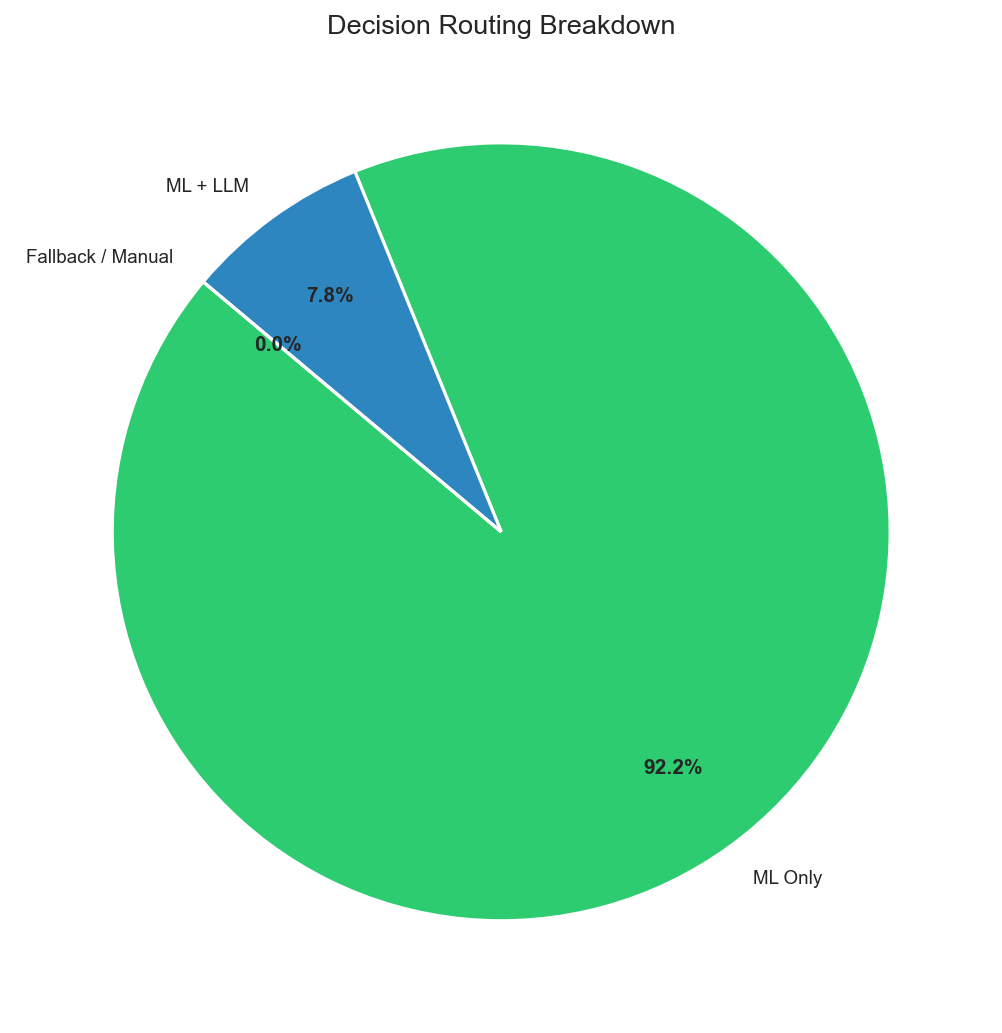 Decision Routing Breakdown
ML + LLM
Fallback / Manual
7.8%
0.0%
92.2%
ML Only